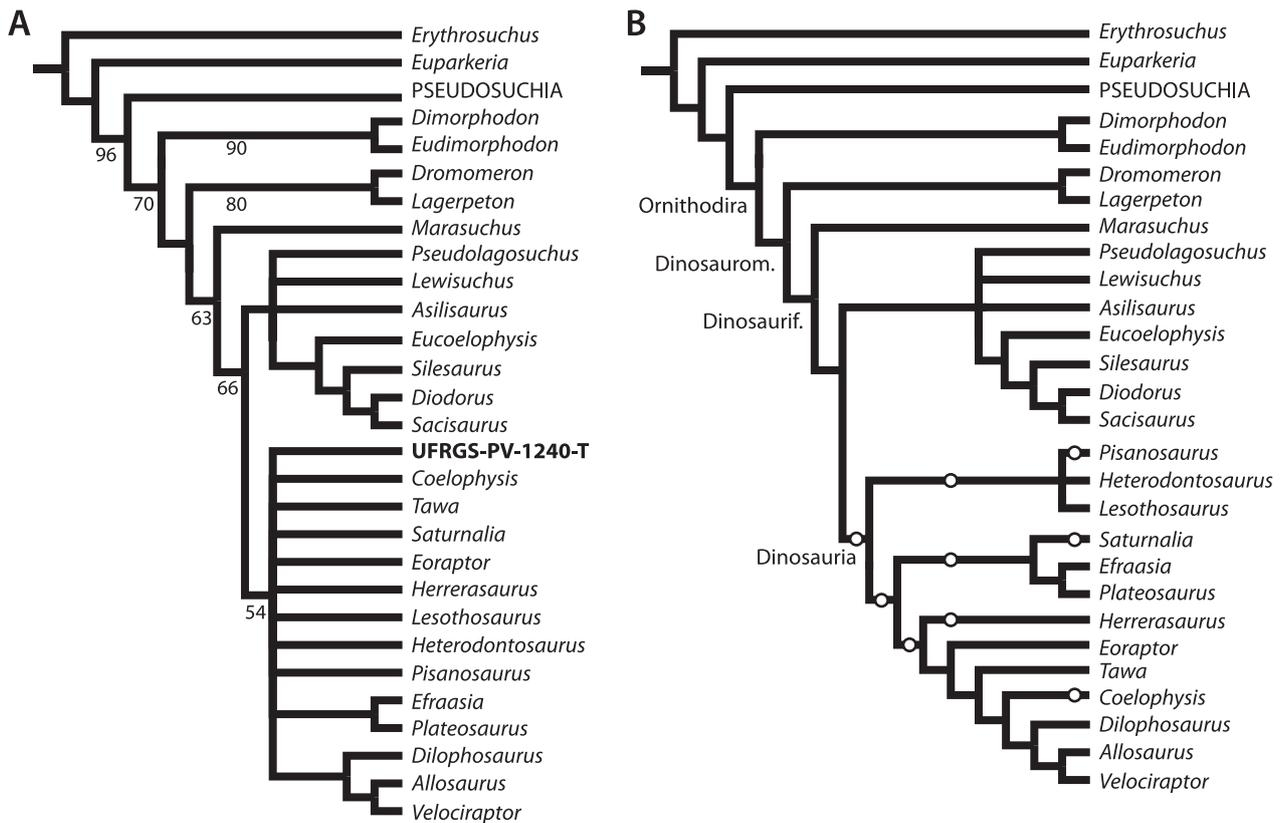 A
Erythrosuchus
Euparkeria
PSEUDOSUCHIA
Dimorphodon
90
Eudimorphodon
96
Dromomeron
70
80
Lagerpeton
Marasuchus
Pseudolagosuchus
Lewisuchus
Asilisaurus
63
Eucoelophysis
Silesaurus
66
Diodorus
Sacisaurus
UFRGS-PV-1240-T
Coelophysis
Tawa
Saturnalia
Eoraptor
Herrerasaurus
54
Lesothosaurus
Heterodontosaurus
Pisanosaurus
Efraasia
Plateosaurus
Dilophosaurus
Allosaurus
Velociraptor
B
Erythrosuchus
Euparkeria
PSEUDOSUCHIA
Dimorphodon
Eudimorphodon
Dromomeron
Lagerpeton
Ornithodira
Marasuchus
Pseudolagosuchus
Dinosaurom.
Lewisuchus
Asilisaurus
Dinosaurif.
Eucoelophysis
Silesaurus
Diodorus
Sacisaurus
Pisanosaurus
Heterodontosaurus
Lesothosaurus
Saturnalia
Dinosauria
Efraasia
Plateosaurus
Herrerasaurus
Eoraptor
Tawa
Coelophysis
Dilophosaurus
Allosaurus
Velociraptor